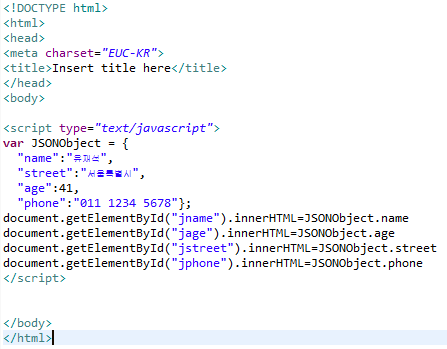 <!DOCTYPE html>
<html>
<head>
<meta charset="EUC-KR">
<title>Insert title here</title>
</head>
<body>
<script type="text/javascript">
var JSONObject = {
"name":"유재석",
"street":"서울특별시",
"age":41,
"phone":"011 1234 5678"};
document.getElementById("jname").innerHTML=JSONObject.name
document.getElementById("jage").innerHTML=JSONObject.age
document.getElementById("jstreet").innerHTML=JSONObject.street
document.getElementById("jphone").innerHTML=JSONObject.phone
</script>
</body>
</html>